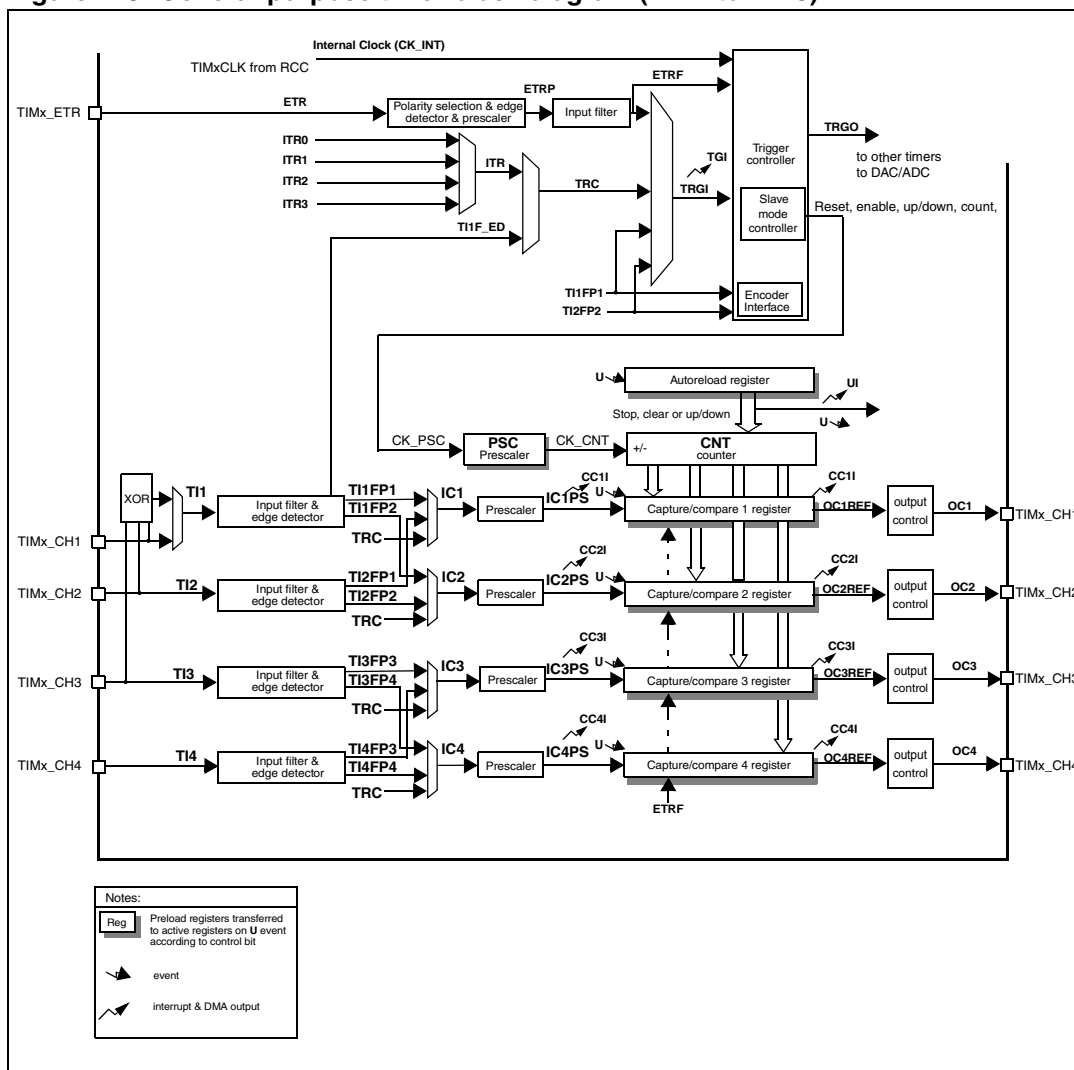 Internal Clock (CK_INT)
TIMxCLK from RCC
ETRF
ETRP
ETR
TIMx_ETR
Polarity selection & edge
detector & prescaler
Input filter
ITR0
ITR1
ITR2
ITR3
ITR
TRC
TI1F_ED
TGI
TRGI
Trigger
controller
TRGO
to other timers
to DAC/ADC
Slave
mode
controller
Reset, enable, up/down, count,
TI1FP1
TI2FP2
Encoder
Interface
U
Autoreload register
UI
Stop, clear or up/down
U
CK_PSC
PSC
Prescaler
CK_CNT
+/-
CNT
counter
XOR
TI1
Input filter &
edge detector
TI1FP1
TI1FP2
TRC
IC1
Prescaler
IC1PS
CC1I
U
Capture/compare 1 register
CC1I
OC1REF
output
control
OC1
TIMx_CH1
TIMx_CH1
TIMx_CH2
TI2
Input filter &
edge detector
TI2FP1
TI2FP2
TRC
IC2
Prescaler
IC2PS
CC2I
U
Capture/compare 2 register
CC2I
OC2REF
output
control
OC2
TIMx_CH2
TIMx_CH3
TI3
Input filter &
edge detector
TI3FP3
TI3FP4
TRC
IC3
Prescaler
IC3PS
CC3I
U
Capture/compare 3 register
CC3I
OC3REF
output
control
OC3
TIMx_CH3
TIMx_CH4
TI4
Input filter &
edge detector
TI4FP3
TI4FP4
TRC
IC4
Prescaler
IC4PS
CC4I
U
Capture/compare 4 register
CC4I
OC4REF
output
control
OC4
TIMx_CH4
ETRF
Notes:
Reg
Preload registers transferred
to active registers on U event
according to control bit
event
interrupt & DMA output